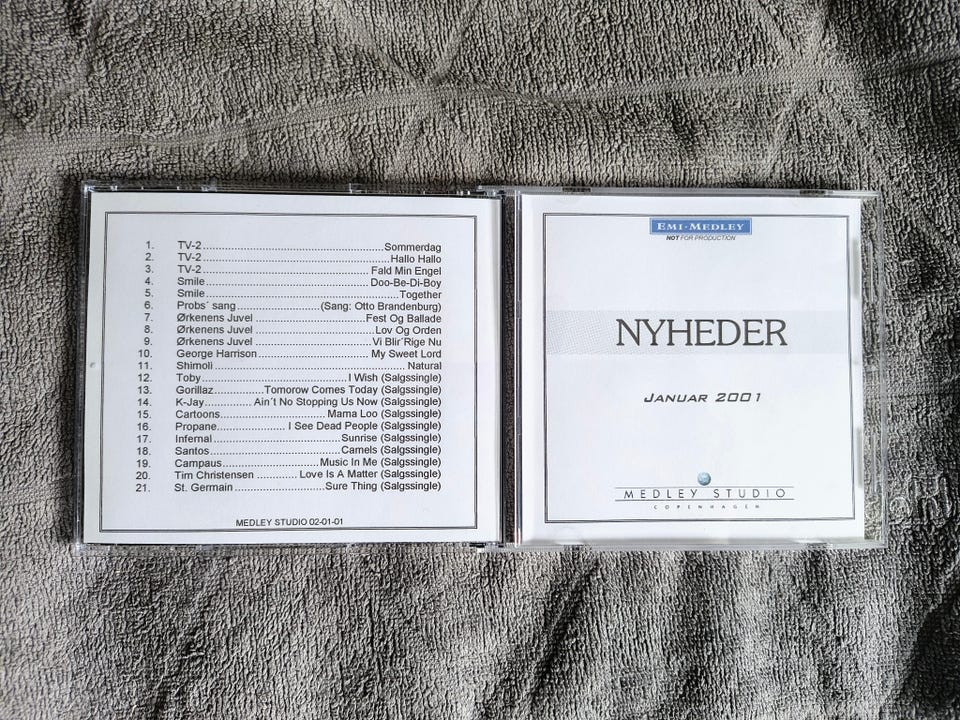 1. TV-2........Sommerdag
2. TV-2........Hallo Hallo
3. TV-2........Fald Min Engel
4. Smile........Doo-Be-Di-Boy
5. Smile........Together
6. Probs´ sang........(Sang: Otto Brandenburg)
7. Ørkenens Juvel........Fest Og Ballade
8. Ørkenens Juvel........Lov Og Orden
9. Ørkenens Juvel........Vi Blir´Rige Nu
10. George Harrison........My Sweet Lord
11. Shimoli........Natural
12. Toby........I Wish (Salgssingle)
13. Gorillaz........Tomorow Comes Today (Salgssingle)
14. K-Jay........Ain´t No Stopping Us Now (Salgssingle)
15. Cartoons........Mama Loo (Salgssingle)
16. Propane........I See Dead People (Salgssingle)
17. Infernal........Sunrise (Salgssingle)
18. Santos........Camels (Salgssingle)
19. Campaus........Music In Me (Salgssingle)
20. Tim Christensen........Love Is A Matter (Salgssingle)
21. St. Germain........Sure Thing (Salgssingle)
MEDLEY STUDIO 02-01-01
EMI-MEDLEY
NOT FOR PRODUCTION
NYHEDER
JANUAR 2001
MEDLEY STUDIO
COPENHAGEN